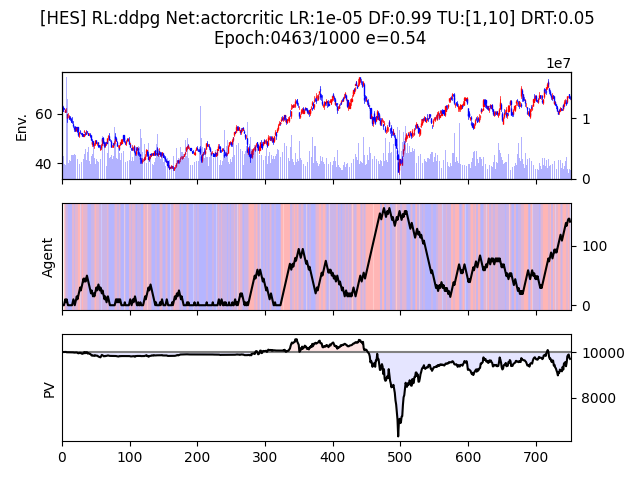 [HES] RL:ddpg Net:actorcritic LR:1e-05 DF:0.99 TU:[1,10] DRT:0.05
Epoch:0463/1000 e=0.54
1e7
Env.
60
40
1
0
Agent
100
0
PV
10000
8000
0 100 200 300 400 500 600 700